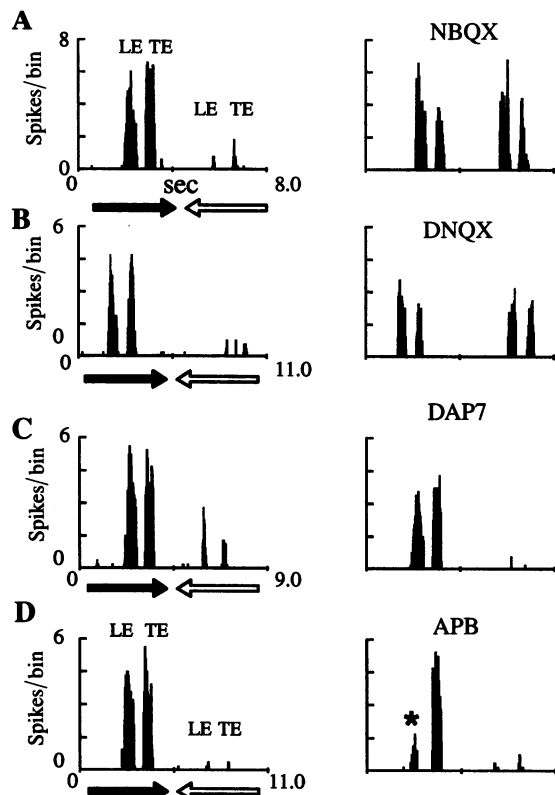 A
Spikes/bin
8
0
LE TE
LE TE
0
sec
8.0
NBQX
B
Spikes/bin
6
0
0
11.0
DNQX
C
Spikes/bin
6
0
0
9.0
DAP7
D
Spikes/bin
6
0
LE TE
LE TE
0
11.0
APB
*